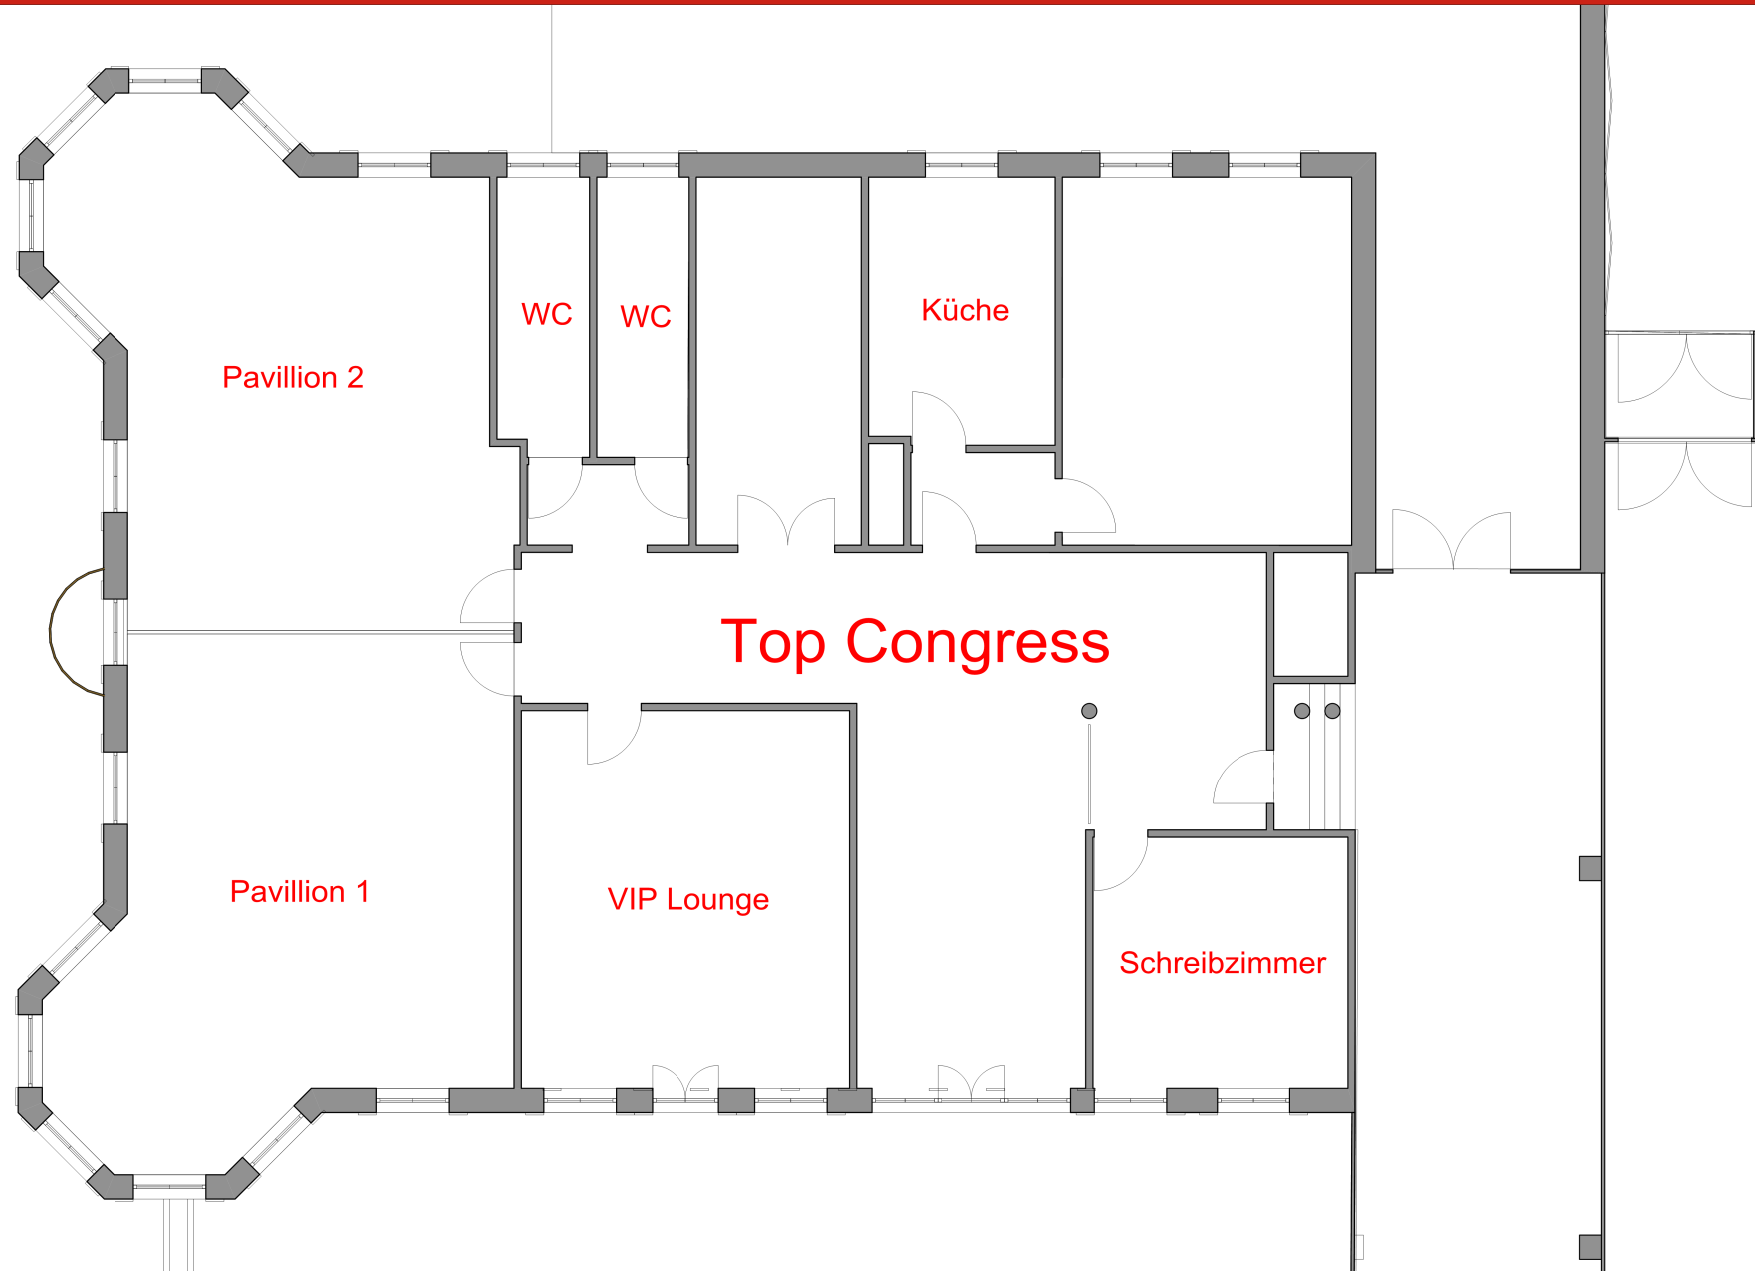 WC
WC
Küche
Pavillion 2
Top Congress
Pavillion 1
VIP Lounge
Schreibzimmer